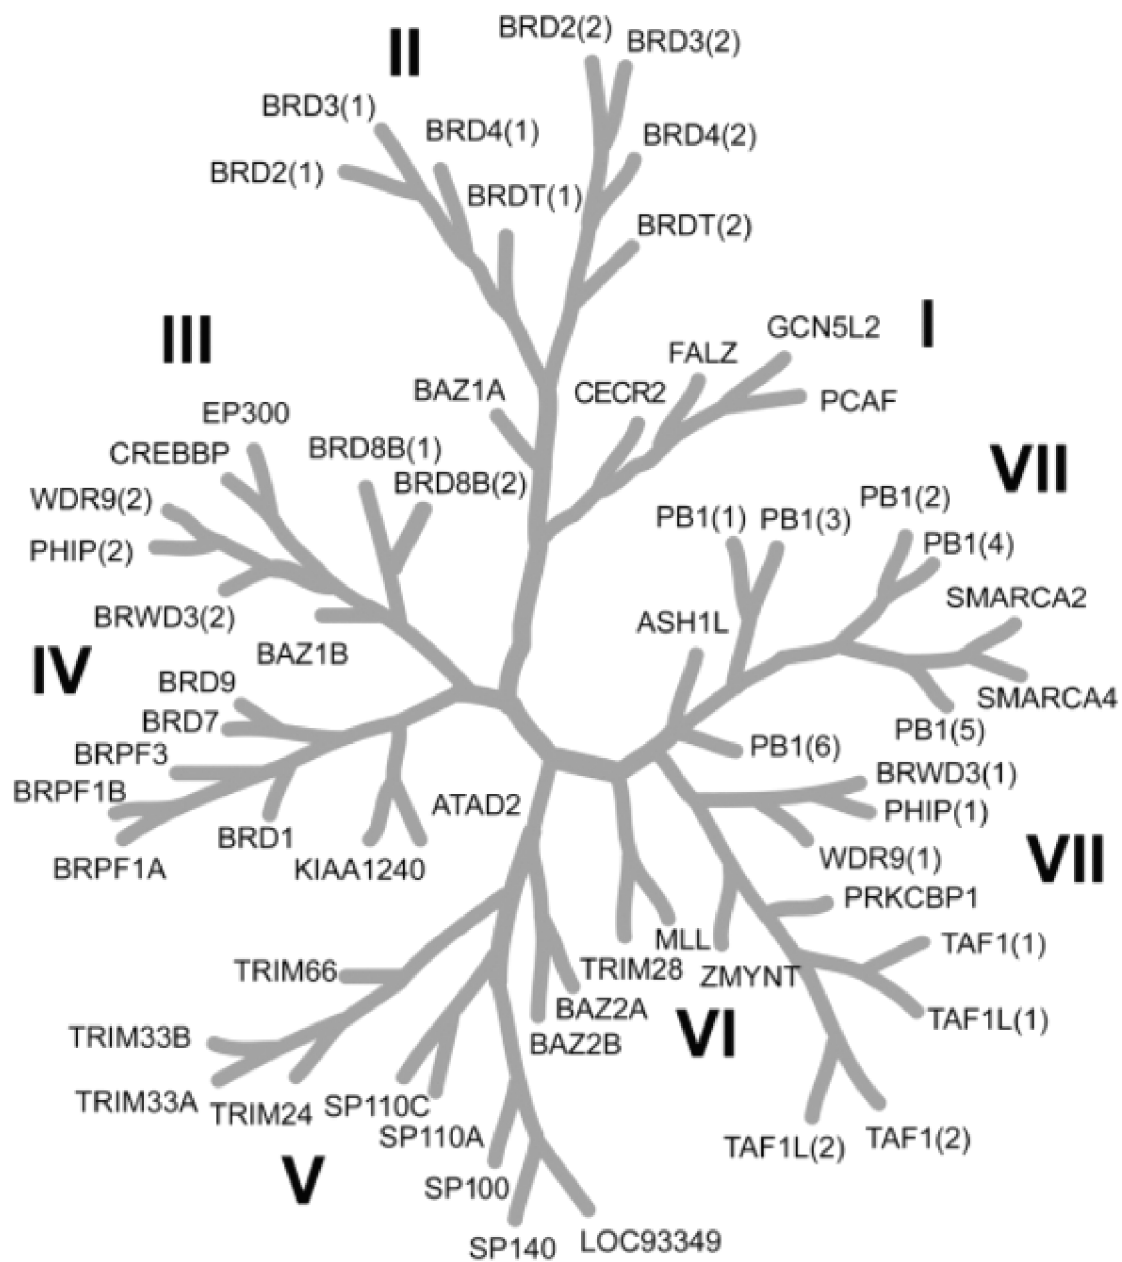 BRD2(2)
BRD3(2)
II
BRD3(1)
BRD4(1)
BRD4(2)
BRD2(1)
BRDT(1)
BRDT(2)
I
GCN5L2
III
FALZ
BAZ1A
CECR2
PCAF
EP300
CREBBP
BRD8B(1)
VII
BRD8B(2)
WDR9(2)
PB1(2)
PB1(1)
PB1(3)
PHIP(2)
PB1(4)
SMARCA2
BRWD3(2)
ASH1L
BAZ1B
IV
BRD9
SMARCA4
BRD7
PB1(5)
BRPF3
PB1(6)
BRWD3(1)
BRPF1B
ATAD2
PHIP(1)
BRD1
WDR9(1)
VII
BRPF1A
KIAA1240
PRKCBP1
MLL
TAF1(1)
TRIM66
TRIM28
ZMYNT
BAZ2A
TAF1L(1)
VI
TRIM33B
BAZ2B
TRIM33A
TRIM24
SP110C
SP110A
TAF1L(2)
TAF1(2)
V
SP100
SP140
LOC93349